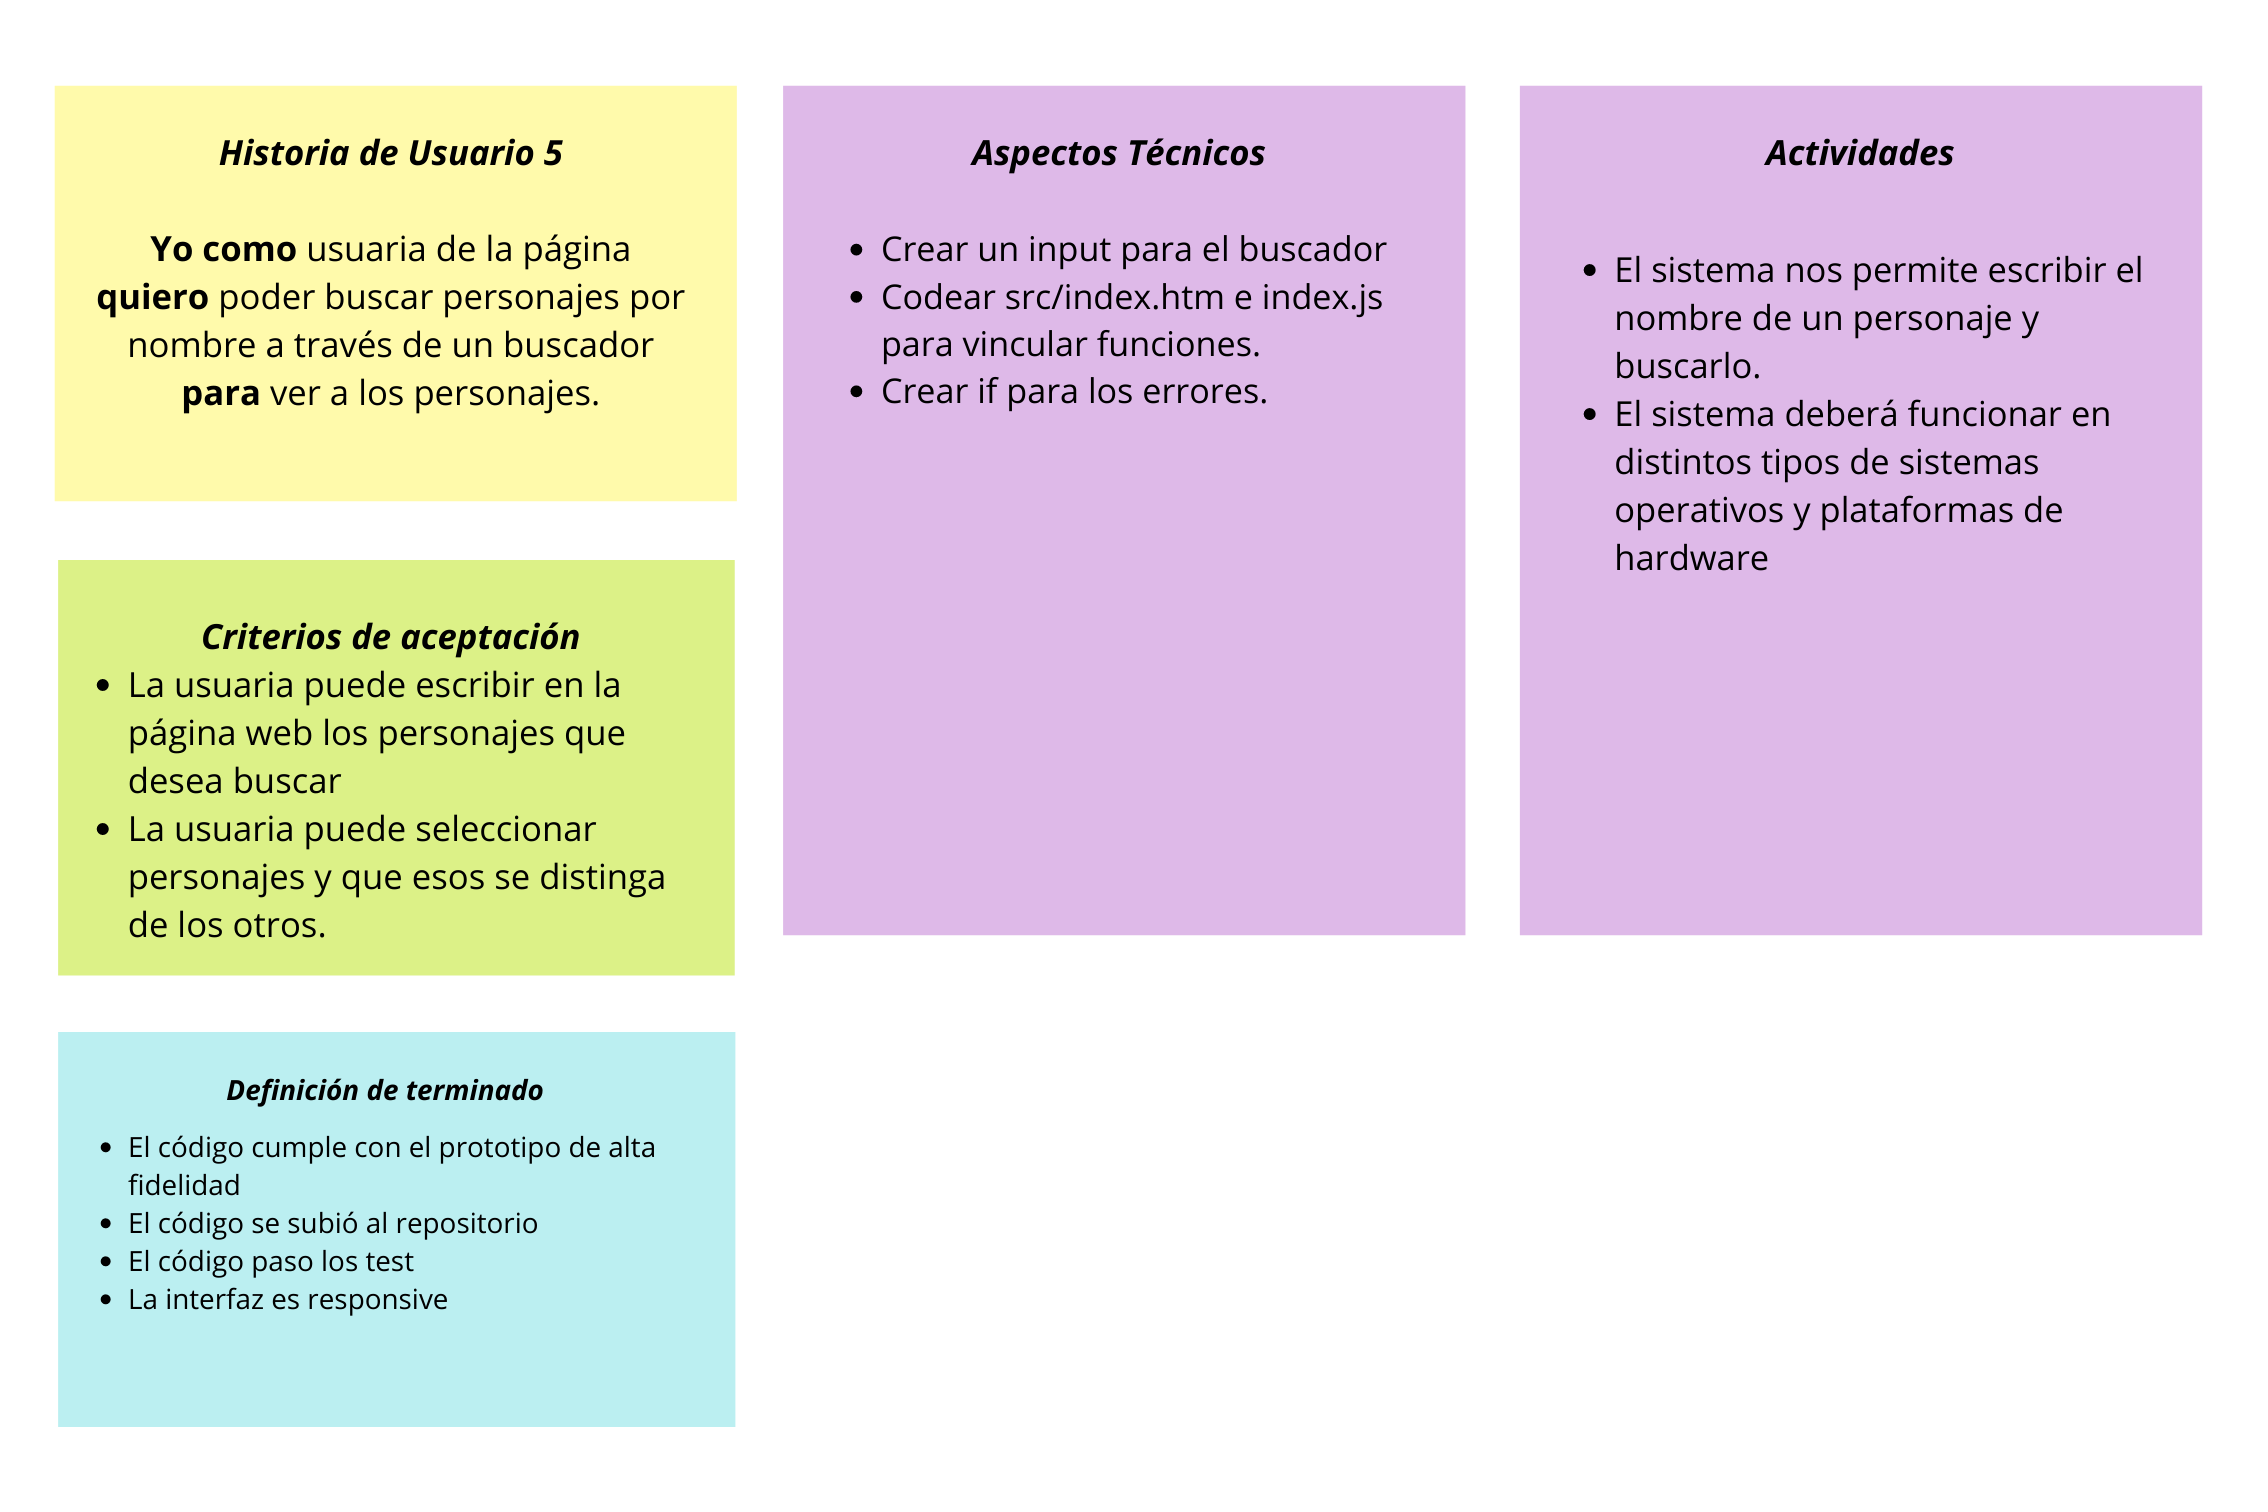 Historia de Usuario 5
Yo como usuaria de la página
quiero poder buscar personajes por
nombre a través de un buscador
para ver a los personajes.
Criterios de aceptación
• La usuaria puede escribir en la
página web los personajes que
desea buscar
• La usuaria puede seleccionar
personajes y que esos se distinga
de los otros.
Definición de terminado
• El código cumple con el prototipo de alta
fidelidad
• El código se subió al repositorio
• El código paso los test
• La interfaz es responsive
Aspectos Técnicos
• Crear un input para el buscador
• Codear src/index.htm e index.js
para vincular funciones.
• Crear if para los errores.
Actividades
• El sistema nos permite escribir el
nombre de un personaje y
buscarlo.
• El sistema deberá funcionar en
distintos tipos de sistemas
operativos y plataformas de
hardware